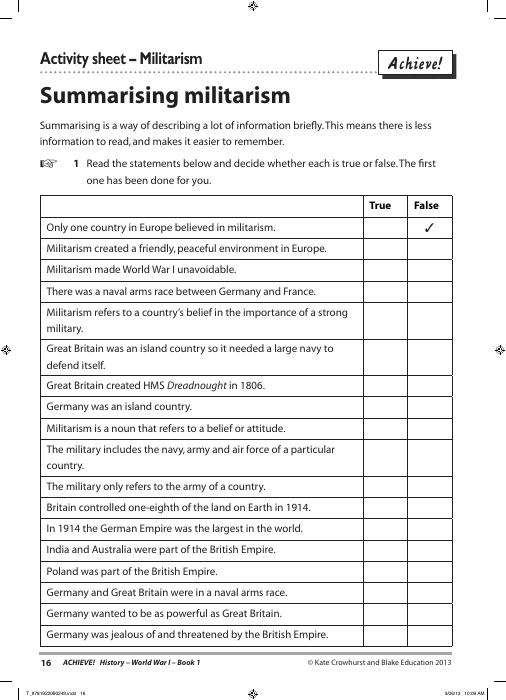 Activity sheet – Militarism
Achieve!
Summarising militarism
Summarising is a way of describing a lot of information briefly. This means there is less
information to read, and makes it easier to remember.
☞ 1 Read the statements below and decide whether each is true or false. The first
one has been done for you.
True False
Only one country in Europe believed in militarism. ✓
Militarism created a friendly, peaceful environment in Europe.
Militarism made World War I unavoidable.
There was a naval arms race between Germany and France.
Militarism refers to a country's belief in the importance of a strong
military.
Great Britain was an island country so it needed a large navy to
defend itself.
Great Britain created HMS Dreadnought in 1806.
Germany was an island country.
Militarism is a noun that refers to a belief or attitude.
The military includes the navy, army and air force of a particular
country.
The military only refers to the army of a country.
Britain controlled one-eighth of the land on Earth in 1914.
In 1914 the German Empire was the largest in the world.
India and Australia were part of the British Empire.
Poland was part of the British Empire.
Germany and Great Britain were in a naval arms race.
Germany wanted to be as powerful as Great Britain.
Germany was jealous of and threatened by the British Empire.
16 ACHIEVE! History – World War I – Book 1 © Kate Crowhurst and Blake Education 2013
T_9781922090249.indd 16 3/06/13 10:09 AM